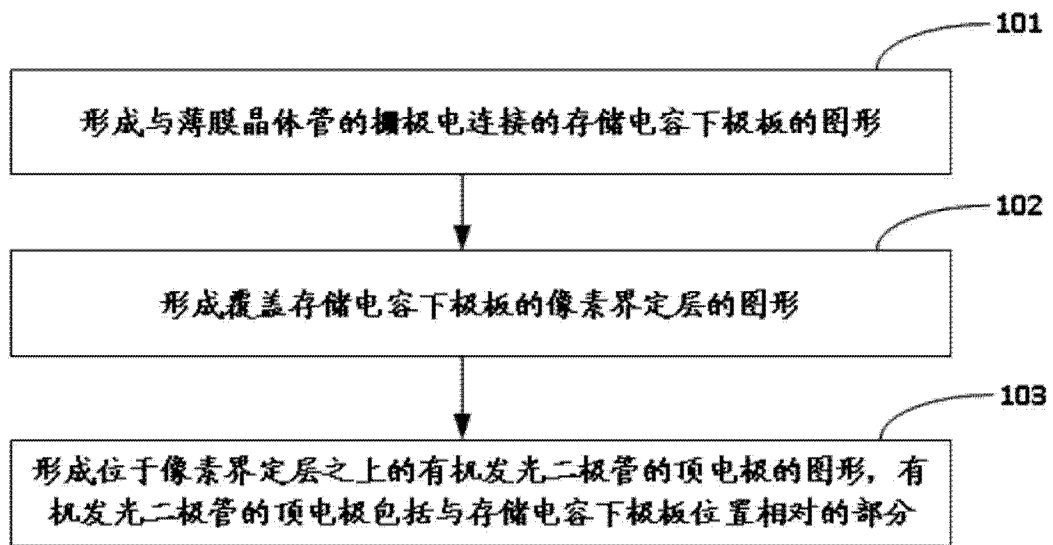 101
形成与薄膜晶体管的栅极电连接的存储电容下极板的图形
102
形成覆盖存储电容下极板的像素界定层的图形
103
形成位于像素界定层之上的有机发光二极管的顶电极的图形，有
机发光二极管的顶电极包括与存储电容下极板位置相对的部分